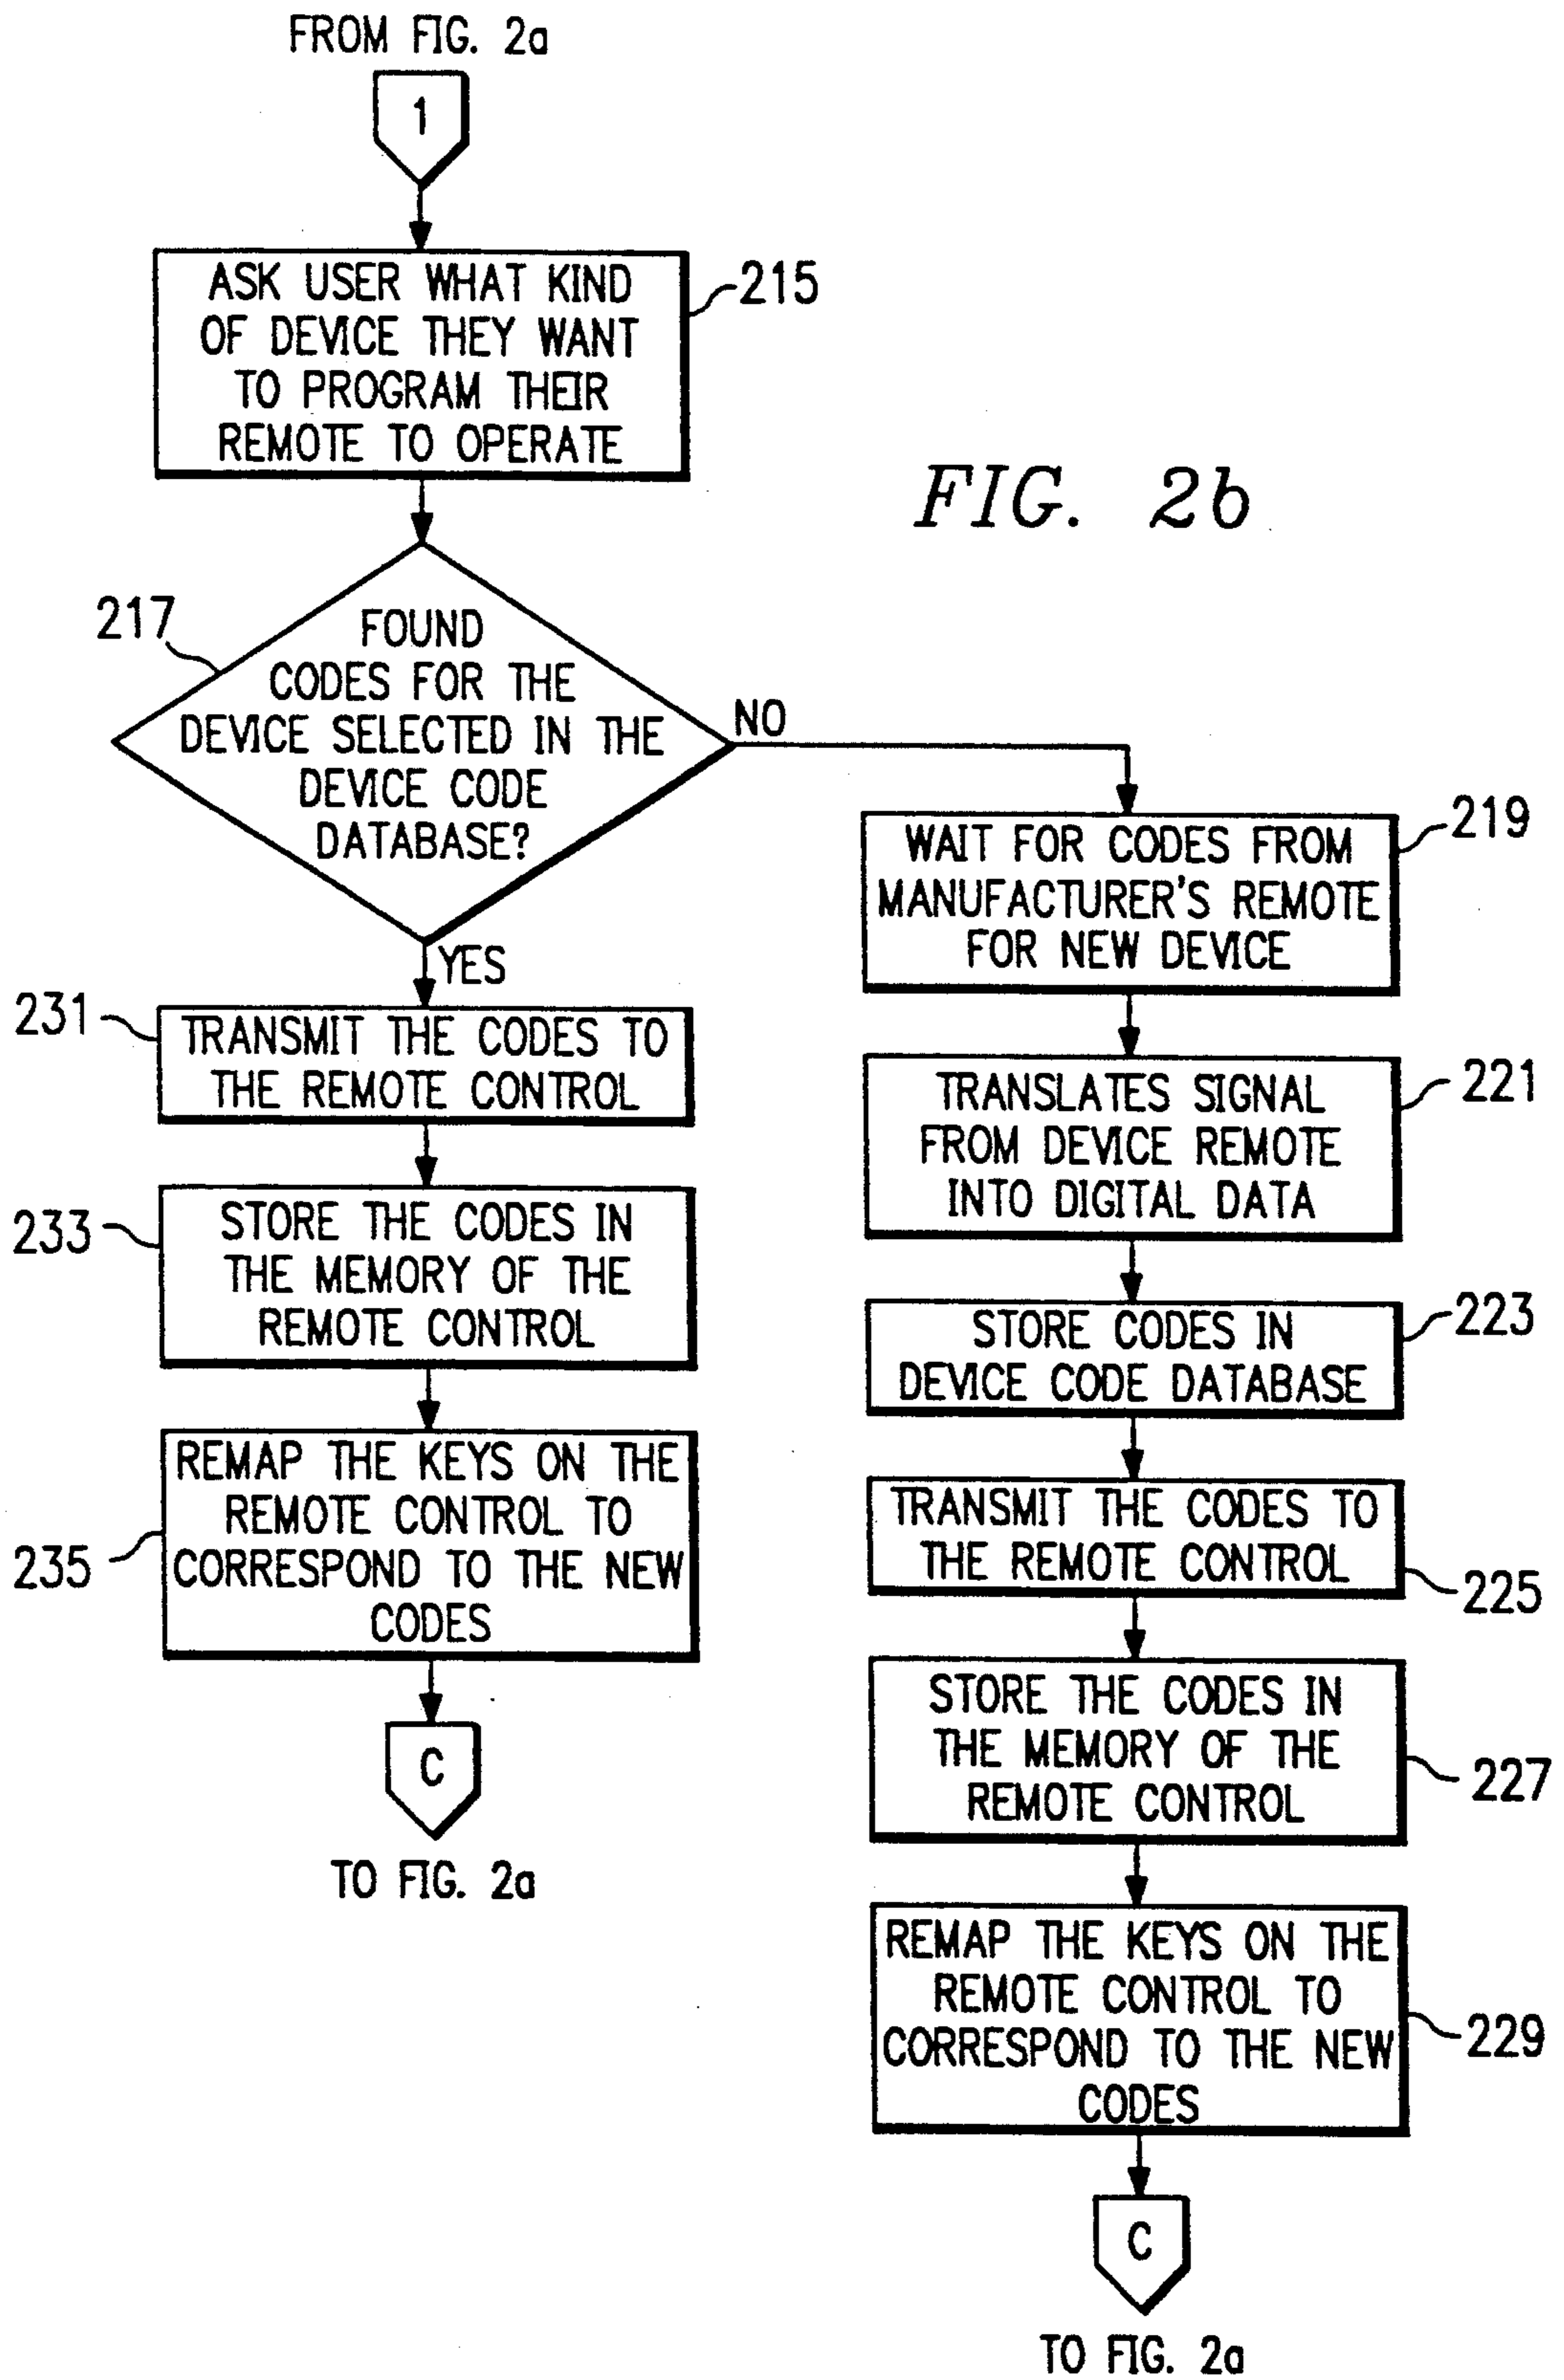 FROM FIG. 2a
1
ASK USER WHAT KIND
OF DEVICE THEY WANT
TO PROGRAM THEIR
REMOTE TO OPERATE
215
FIG. 2b
217
FOUND
CODES FOR THE
DEVICE SELECTED IN THE
DEVICE CODE
DATABASE?
NO
YES
231
TRANSMIT THE CODES TO
THE REMOTE CONTROL
233
STORE THE CODES IN
THE MEMORY OF THE
REMOTE CONTROL
235
REMAP THE KEYS ON THE
REMOTE CONTROL TO
CORRESPOND TO THE NEW
CODES
C
TO FIG. 2a
WAIT FOR CODES FROM
MANUFACTURER'S REMOTE
FOR NEW DEVICE
219
TRANSLATES SIGNAL
FROM DEVICE REMOTE
INTO DIGITAL DATA
221
STORE CODES IN
DEVICE CODE DATABASE
223
TRANSMIT THE CODES TO
THE REMOTE CONTROL
225
STORE THE CODES IN
THE MEMORY OF THE
REMOTE CONTROL
227
REMAP THE KEYS ON THE
REMOTE CONTROL TO
CORRESPOND TO THE NEW
CODES
229
C
TO FIG. 2a